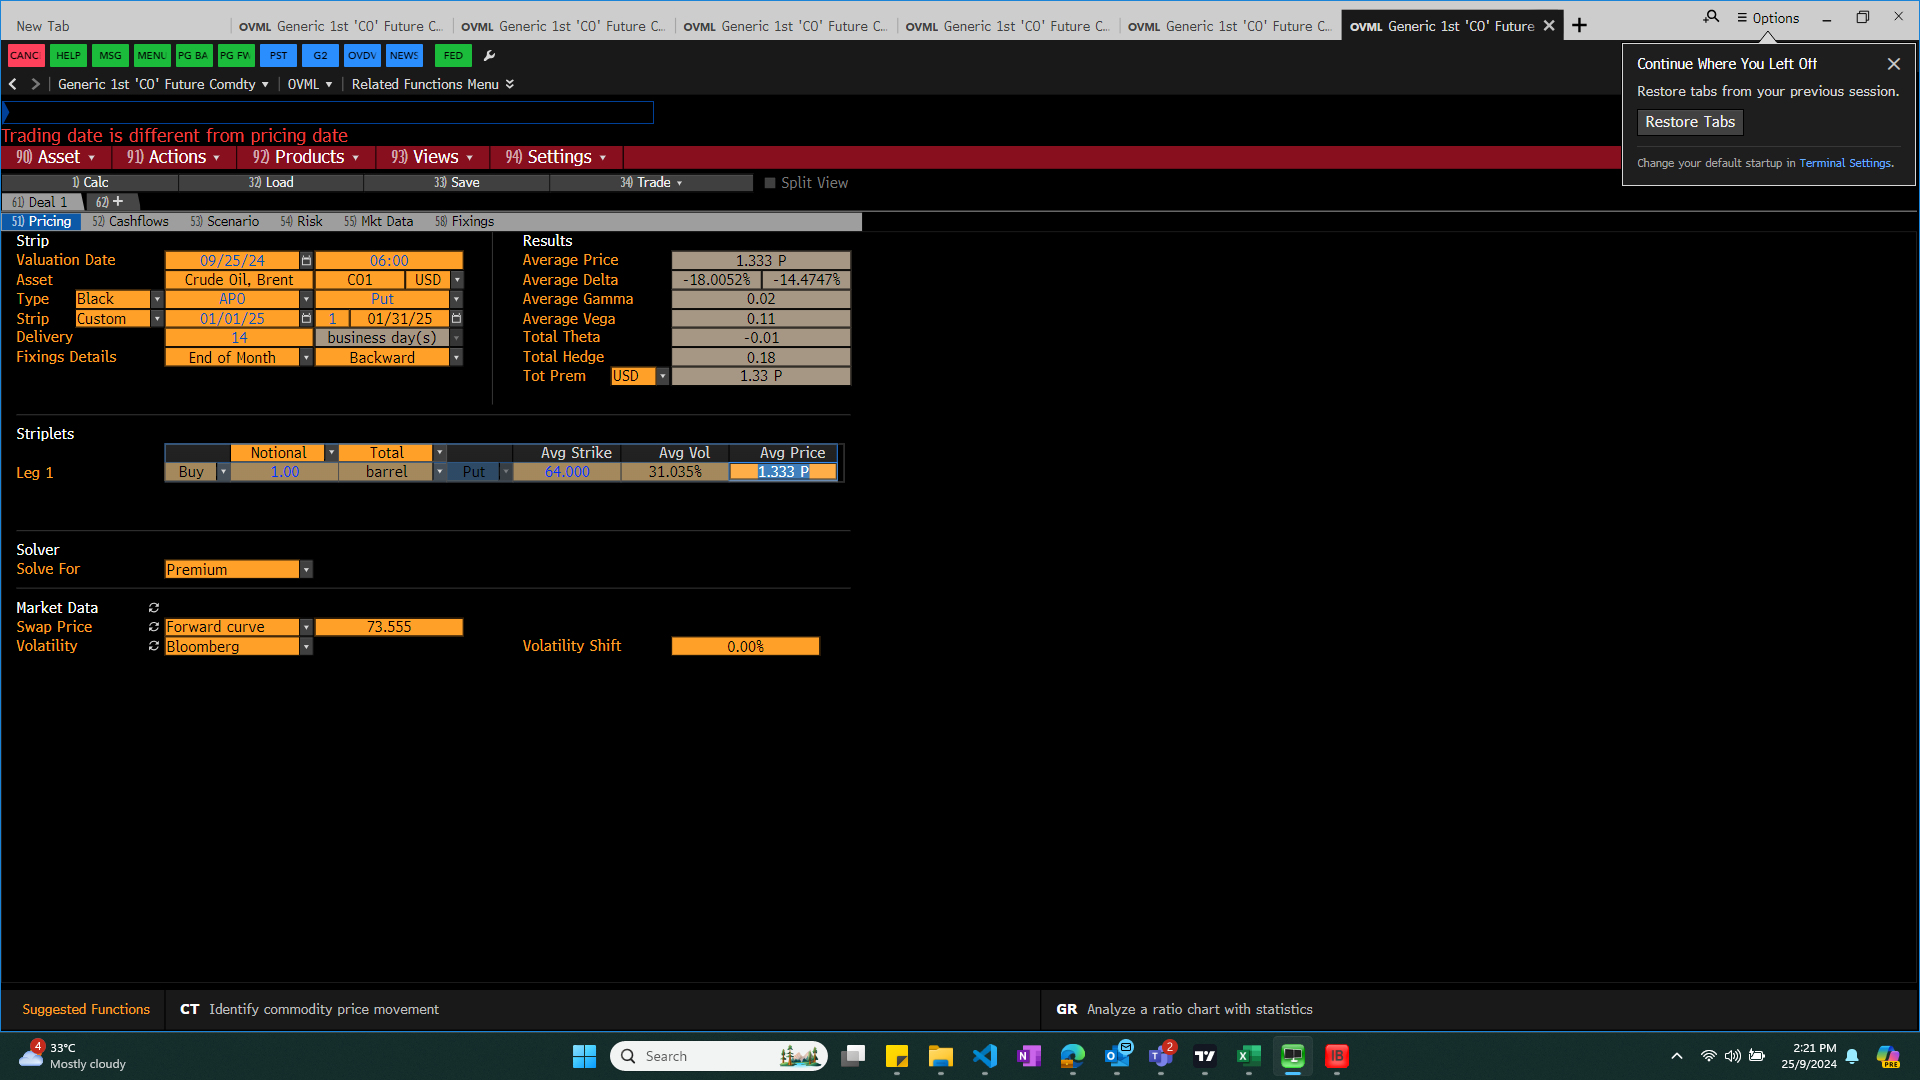 New Tab
OVML Generic 1st 'CO' Future C...
OVML Generic 1st 'CO' Future C...
OVML Generic 1st 'CO' Future C...
OVML Generic 1st 'CO' Future C...
OVML Generic 1st 'CO' Future C...
OVML Generic 1st 'CO' Future
Options
CANC HELP MSG MENU PG BA PG FW PST G2 OVDV NEWS FED
Generic 1st 'CO' Future Comdty OVML Related Functions Menu
Continue Where You Left Off
Restore tabs from your previous session.
Restore Tabs
Change your default startup in Terminal Settings.
Trading date is different from pricing date
90) Asset 91) Actions 92) Products 93) Views 94) Settings
1) Calc 32) Load 33) Save 34) Trade Split View
61) Deal 1 62) +
51) Pricing 52) Cashflows 53) Scenario 54) Risk 55) Mkt Data 58) Fixings
Strip
Valuation Date 09/25/24 06:00
Asset Crude Oil, Brent CO1 USD
Type Black APO Put
Strip Custom 01/01/25 1 01/31/25
Delivery 14 business day(s)
Fixings Details End of Month Backward
Results
Average Price 1.333 P
Average Delta -18.0052% -14.4747%
Average Gamma 0.02
Average Vega 0.11
Total Theta -0.01
Total Hedge 0.18
Tot Prem USD 1.33 P
Striplets
Notional Total Avg Strike Avg Vol Avg Price
Leg 1 Buy 1.00 barrel Put 64.000 31.035% 1.333 P
Solver
Solve For Premium
Market Data
Swap Price Forward curve 73.555
Volatility Bloomberg Volatility Shift 0.00%
Suggested Functions CT Identify commodity price movement GR Analyze a ratio chart with statistics
4 33°C
Mostly cloudy
Search
2
IB
2:21 PM
25/9/2024
PRE